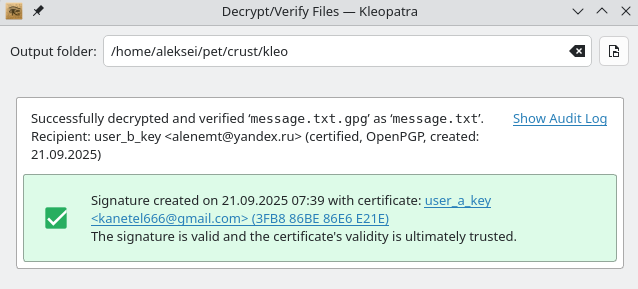 Decrypt/Verify Files — Kleopatra
Output folder: /home/aleksei/pet/crust/kleo
Successfully decrypted and verified ‘message.txt.gpg’ as ‘message.txt’. Show Audit Log
Recipient: user_b_key <alenemt@yandex.ru> (certified, OpenPGP, created:
21.09.2025)
Signature created on 21.09.2025 07:39 with certificate: user_a_key
<kanetel666@gmail.com> (3FB8 86BE 86E6 E21E)
The signature is valid and the certificate's validity is ultimately trusted.